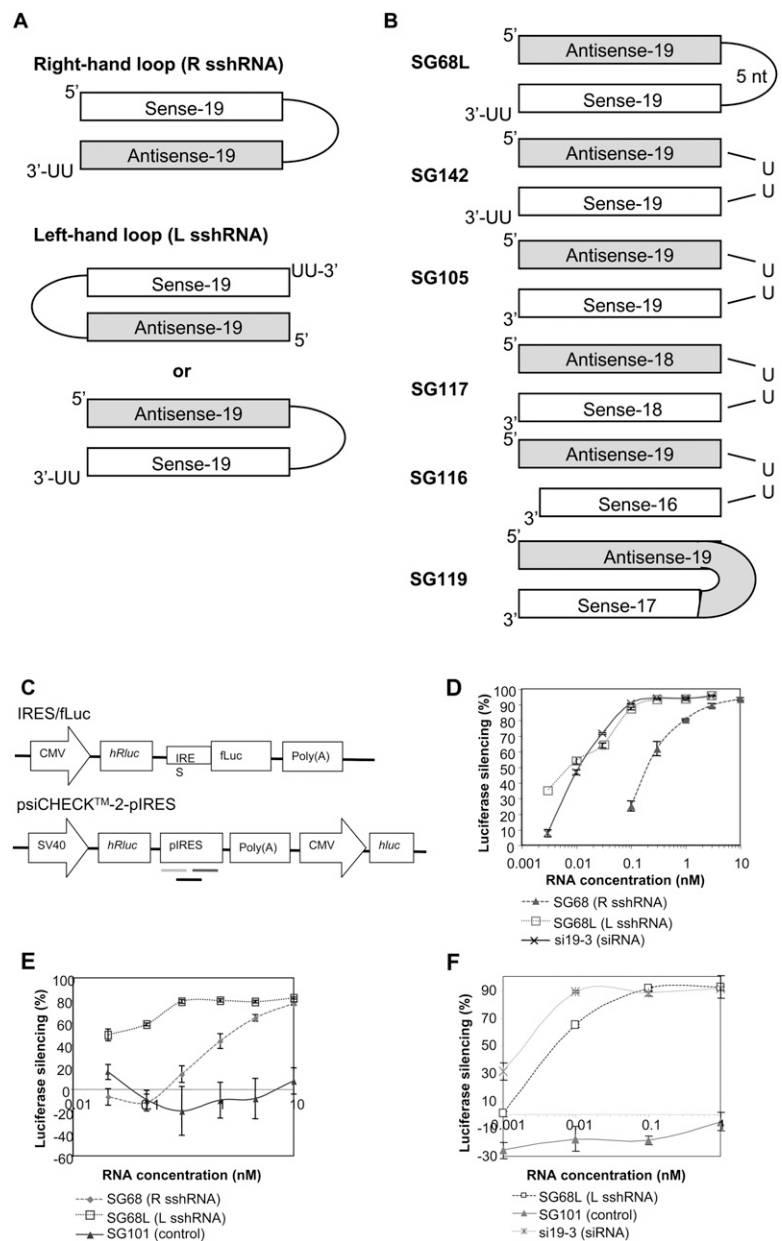 A
Right-hand loop (R sshRNA)
5’
Sense-19
Antisense-19
3’-UU
Left-hand loop (L sshRNA)
Sense-19
UU-3’
Antisense-19
5’
or
5’
Antisense-19
Sense-19
3’-UU
B
SG68L
5’
Antisense-19
5 nt
Sense-19
3’-UU
SG142
5’
Antisense-19
U
U
Sense-19
3’-UU
SG105
5’
Antisense-19
U
U
Sense-19
3’
SG117
5’
Antisense-18
U
U
Sense-18
3’
SG116
5’
Antisense-19
U
U
Sense-16
3’
SG119
5’
Antisense-19
Sense-17
3’
C
IRES/fLuc
CMV
hRluc
IRE
S
fLuc
Poly(A)
psiCHECK™-2-pIRES
SV40
hRluc
pIRES
Poly(A)
CMV
hluc
D
Luciferase silencing (%)
100
90
80
70
60
50
40
30
20
10
0
0.001 0.01 0.1 1 10
RNA concentration (nM)
SG68 (R sshRNA)
SG68L (L sshRNA)
si19-3 (siRNA)
E
Luciferase silencing (%)
100
80
60
40
20
0
-20
-40
-60
0.01 0.1 1 10
RNA concentration (nM)
SG68 (R sshRNA)
SG68L (L sshRNA)
SG101 (control)
F
Luciferase silencing (%)
90
70
50
30
10
-10
-30
0.001 0.01 0.1 1
RNA concentration (nM)
SG68L (L sshRNA)
SG101 (control)
si19-3 (siRNA)